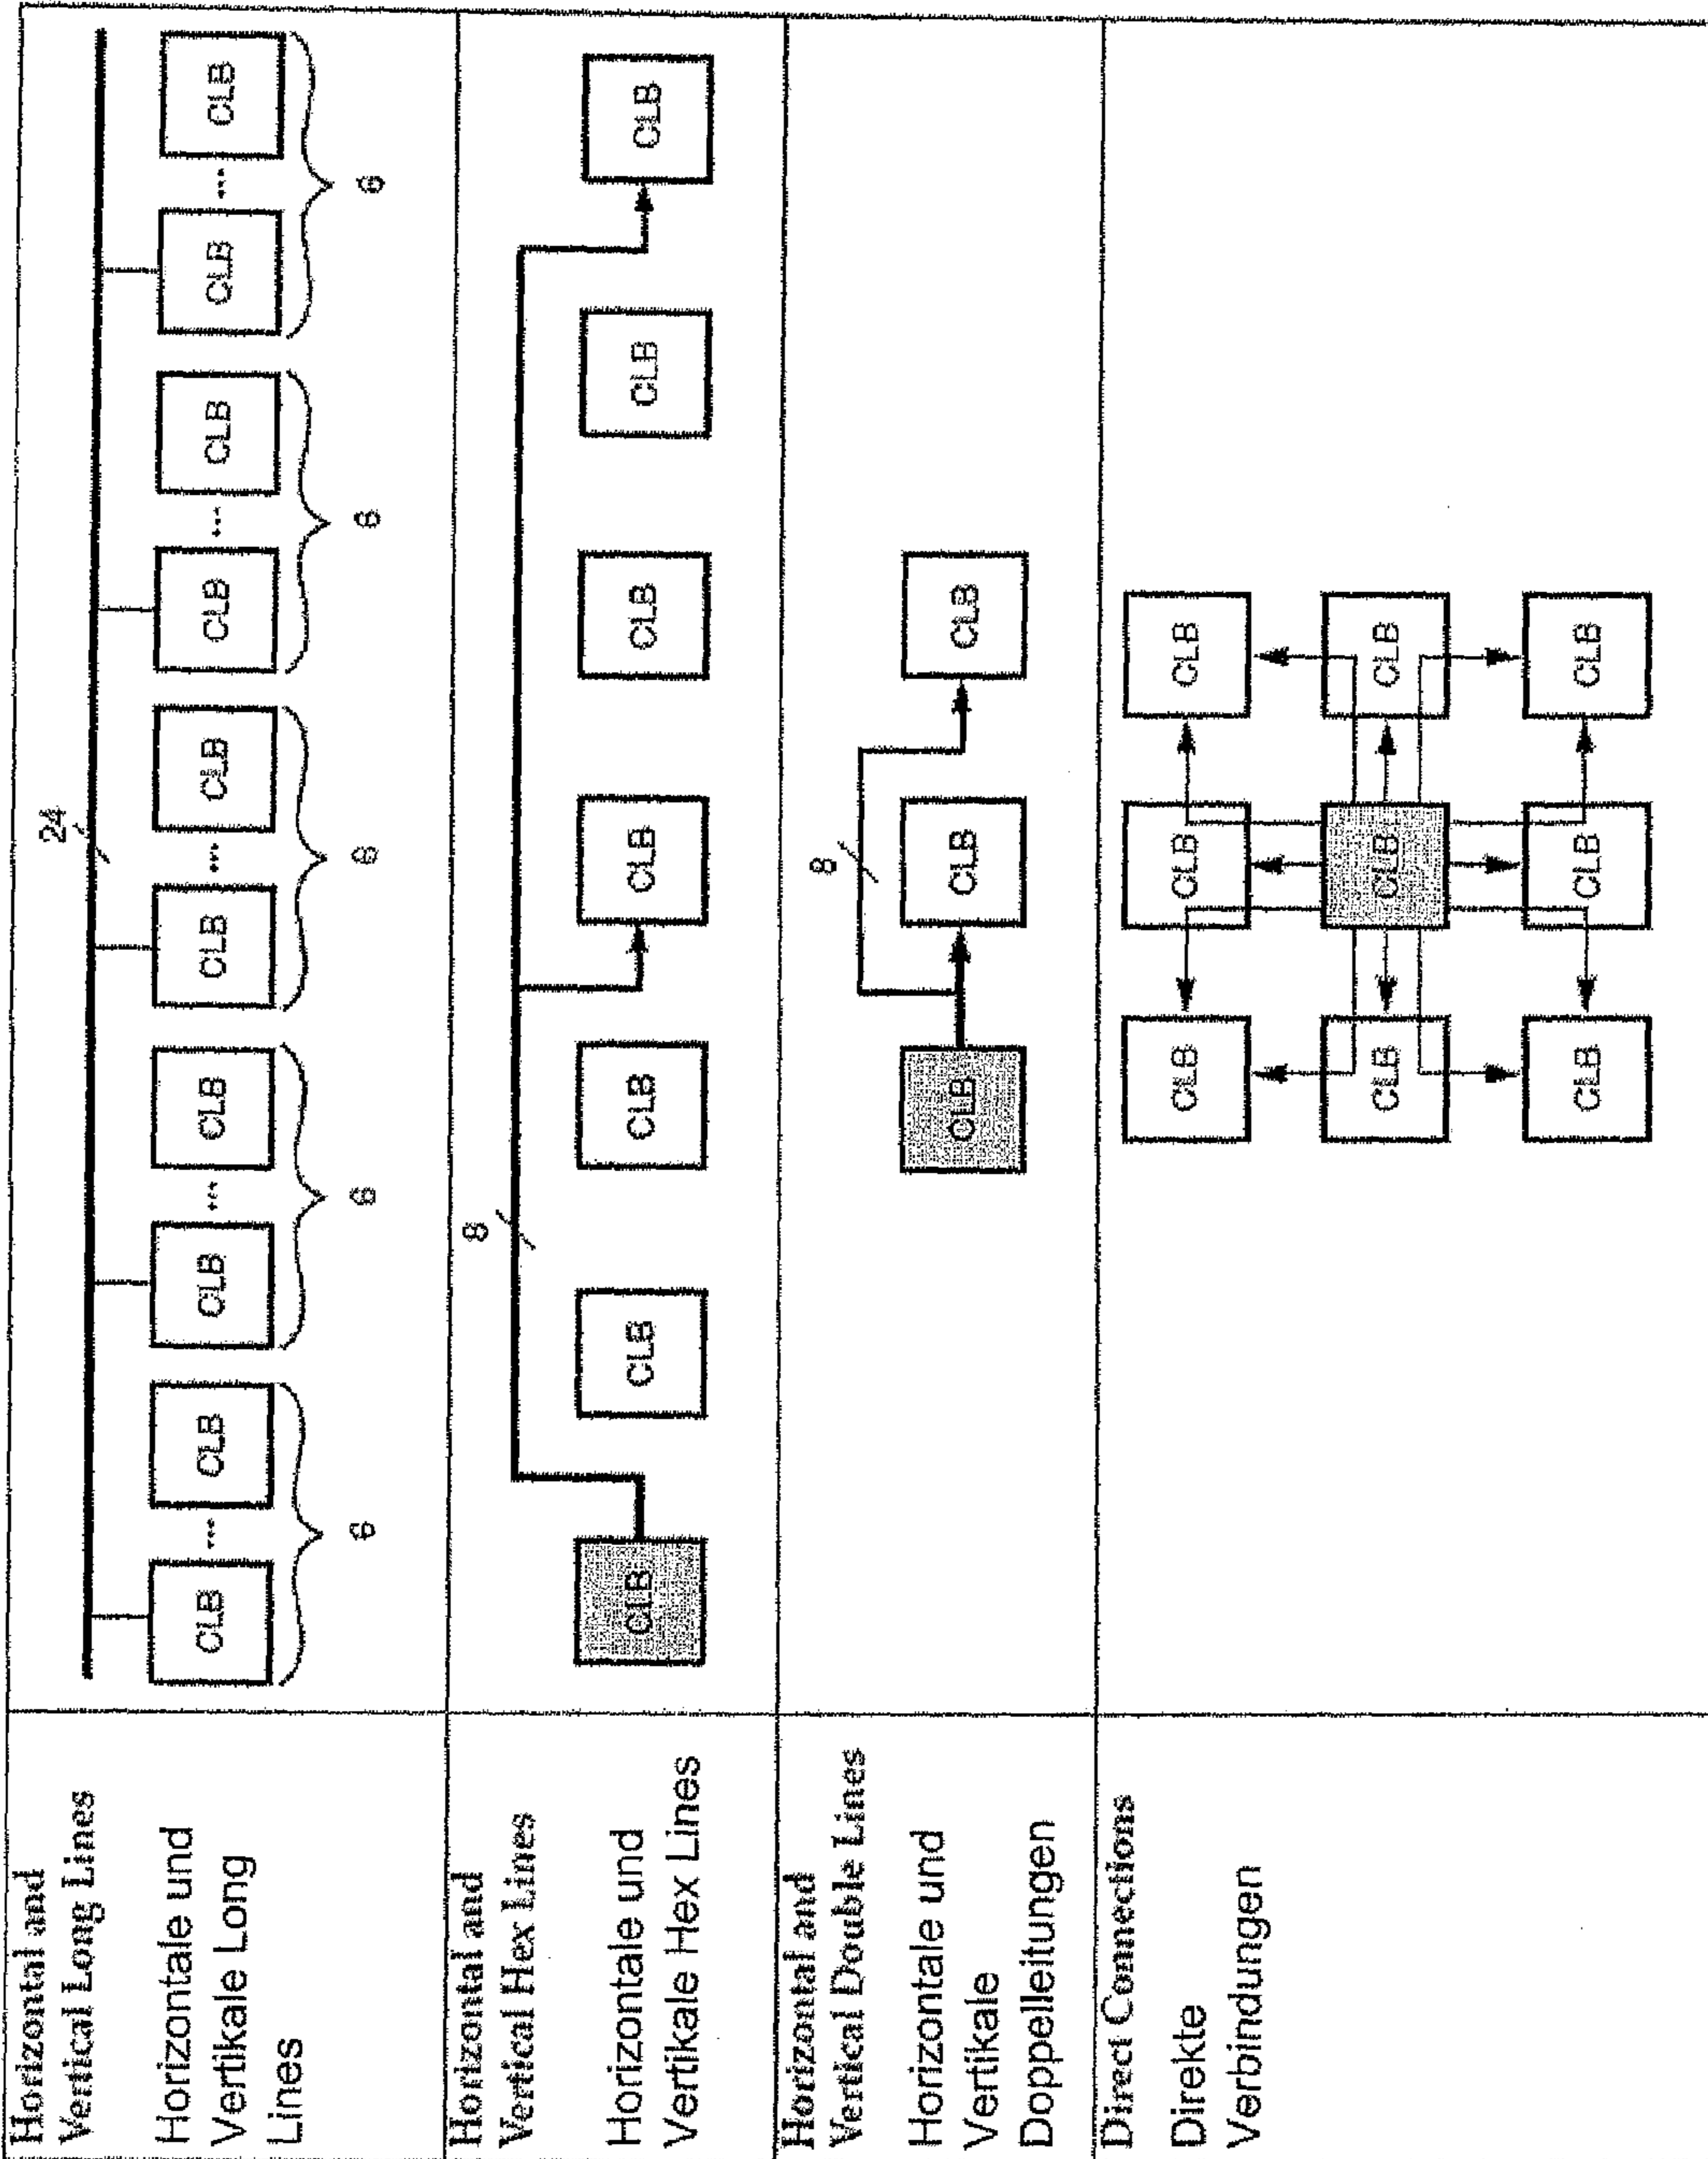 Horizontal and
Vertical Long Lines
Horizontale und
Vertikale Long
Lines
24
CLB ... CLB CLB ... CLB CLB ... CLB CLB ... CLB CLB ... CLB
6 6 6 6 6
Horizontal and
Vertical Hex Lines
Horizontale und
Vertikale Hex Lines
8
CLB CLB CLB CLB CLB CLB CLB
Horizontal and
Vertical Double Lines
Horizontale und
Vertikale
Doppelleitungen
8
CLB CLB CLB
Direct Connections
Direkte
Verbindungen
CLB CLB CLB
CLB CLB CLB
CLB CLB CLB